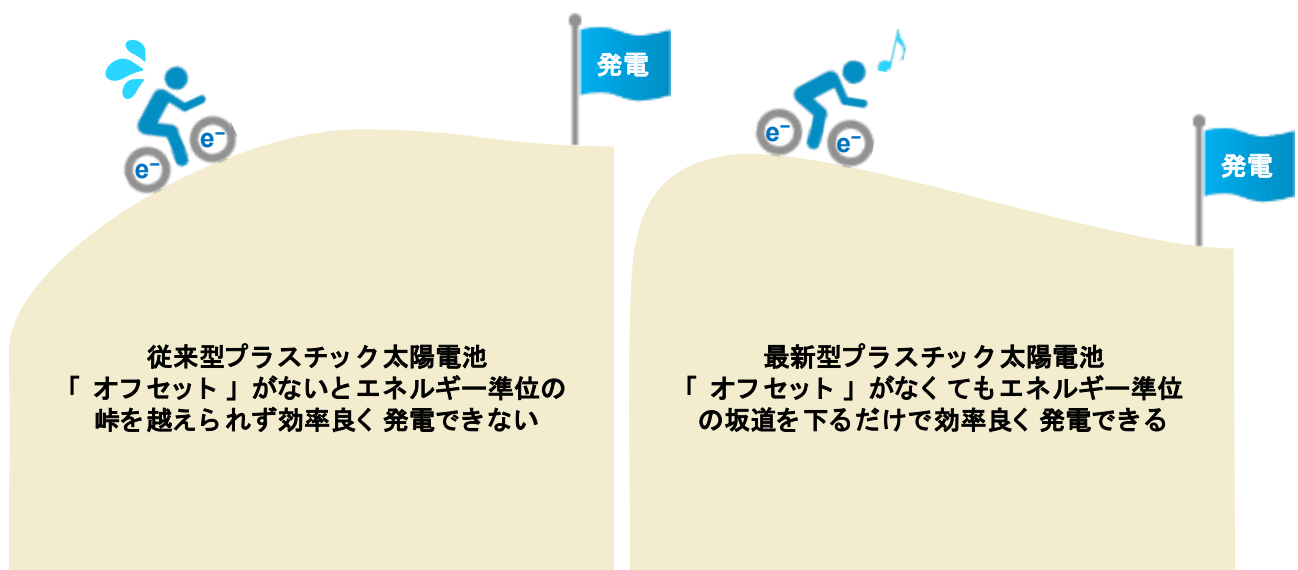 発電
e⁻
e⁻
従来型プラスチック太陽電池
「オフセット」がないとエネルギー準位の
峠を越えられず効率良く発電できない
発電
e⁻
e⁻
最新型プラスチック太陽電池
「オフセット」がなくてもエネルギー準位
の坂道を下るだけで効率良く発電できる